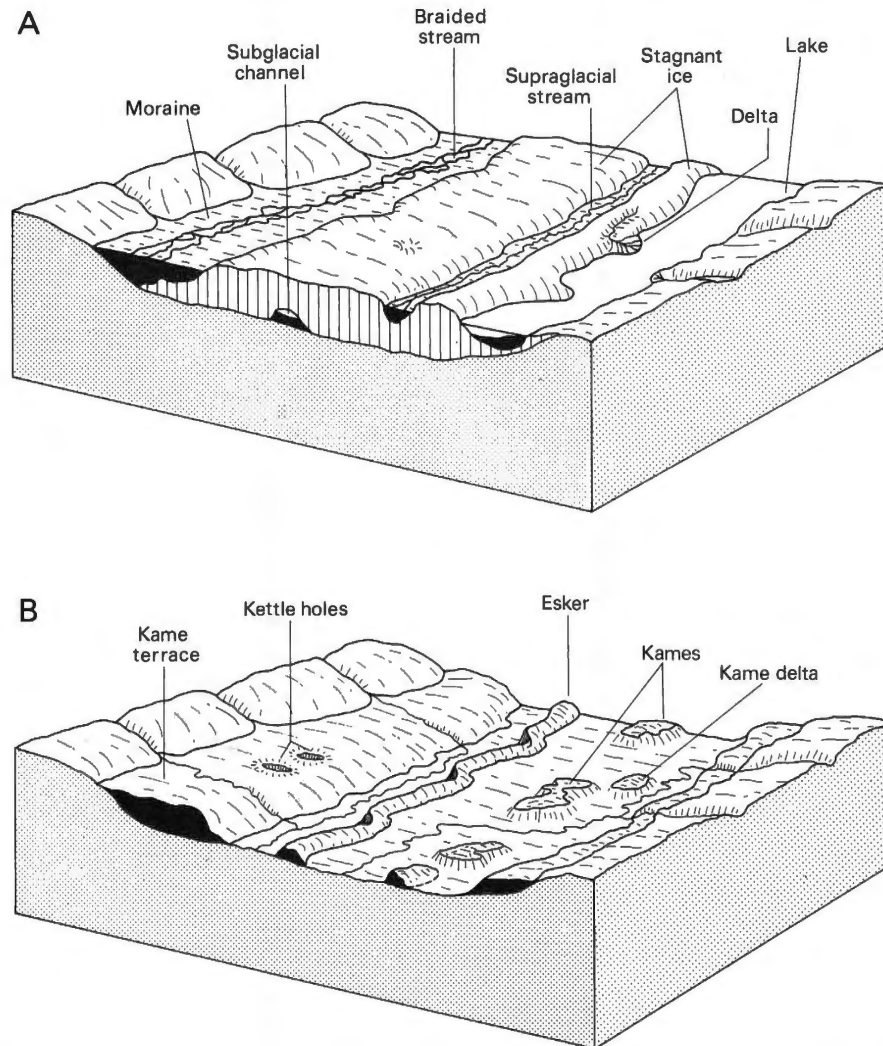 A
Braided
stream
Subglacial
channel
Moraine
Supraglacial
stream
Stagnant
ice
Lake
Delta
B
Kame
terrace
Kettle holes
Esker
Kames
Kame delta